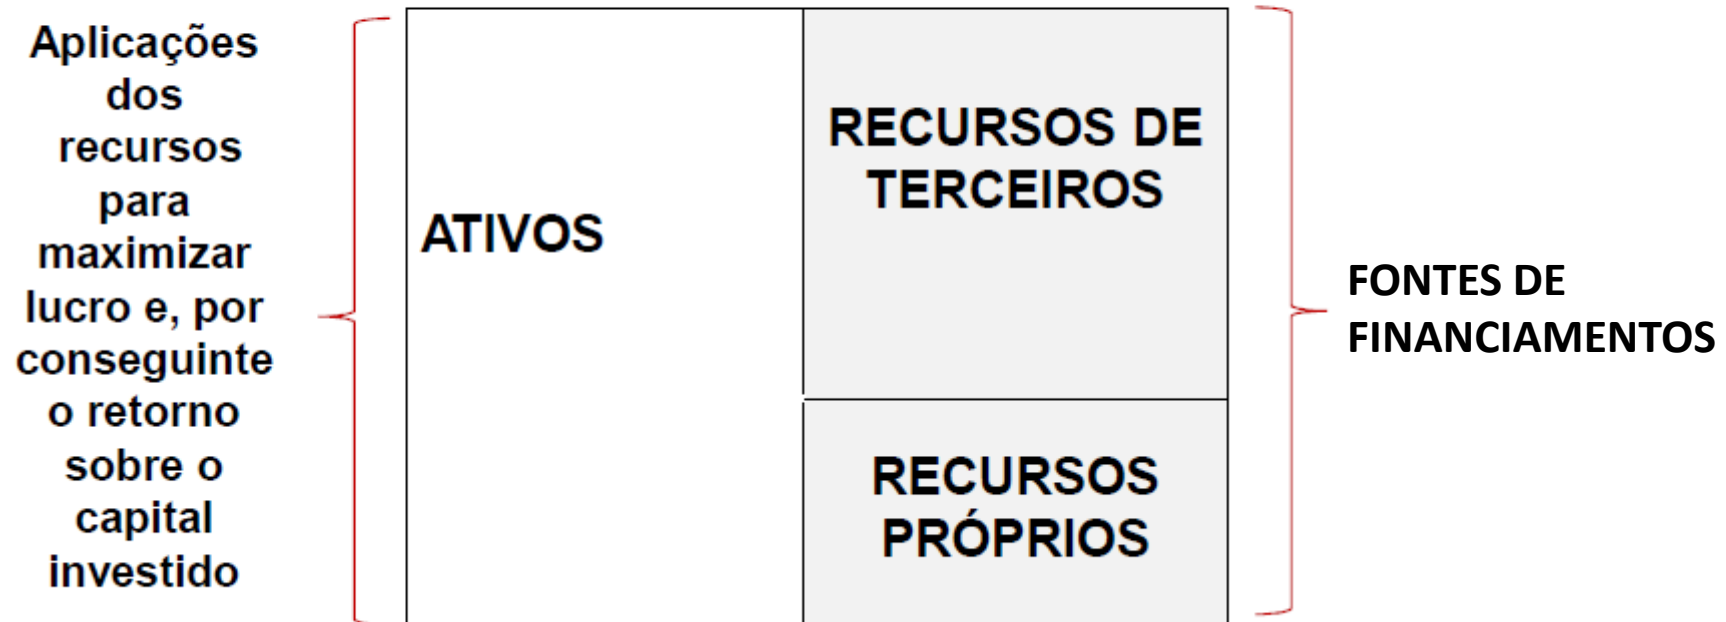 Aplicações
dos
recursos
para
maximizar
lucro e, por
conseguinte
o retorno
sobre o
capital
investido
ATIVOS
RECURSOS DE
TERCEIROS
RECURSOS
PRÓPRIOS
FONTES DE
FINANCIAMENTOS